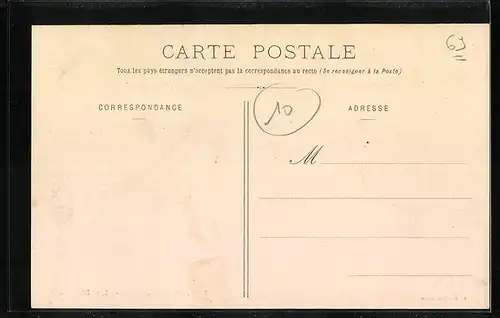 CARTE POSTALE
69
Tous les pays étrangers n'acceptent pas la correspondance au recto (Se renseigner à la Poste)
CORRESPONDANCE
10
ADRESSE
M